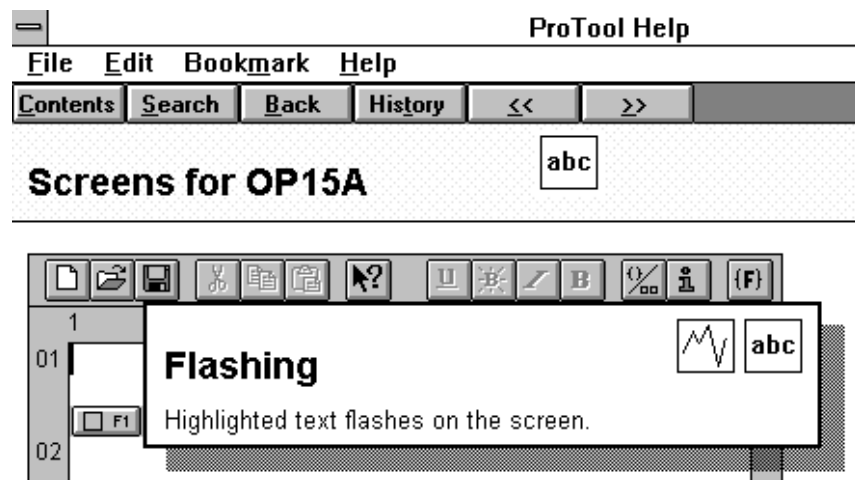 ProTool Help
File Edit Bookmark Help
Contents Search Back History << >>
Screens for OP15A
abc
U B I B 0/ i {F}
1
01
Flashing
abc
Highlighted text flashes on the screen.
F1
02